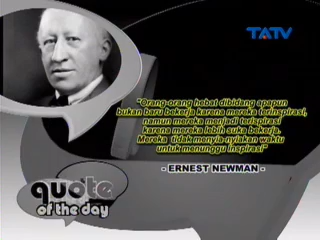 TATV
"Orang-orang hebat dibidang apapun
bukan baru bekerja karena mereka terinspirasi,
namun mereka menjadi terispirasi
karena mereka lebih suka bekerja.
Mereka tidak menyia-nyiakan waktu
untuk menunggu inspirasi"
- ERNEST NEWMAN -
quote
of the day